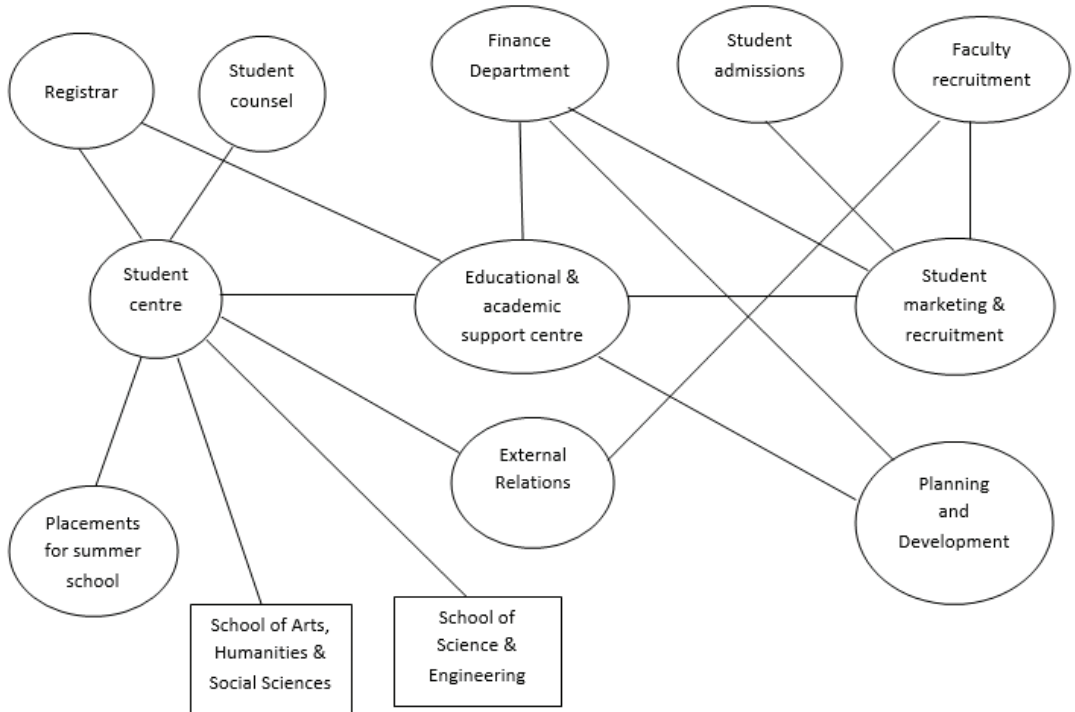 Registrar
Student
counsel
Finance
Department
Student
admissions
Faculty
recruitment
Student
centre
Educational &
academic
support centre
Student
marketing &
recruitment
External
Relations
Planning
and
Development
Placements
for summer
school
School of Arts,
Humanities &
Social Sciences
School of
Science &
Engineering